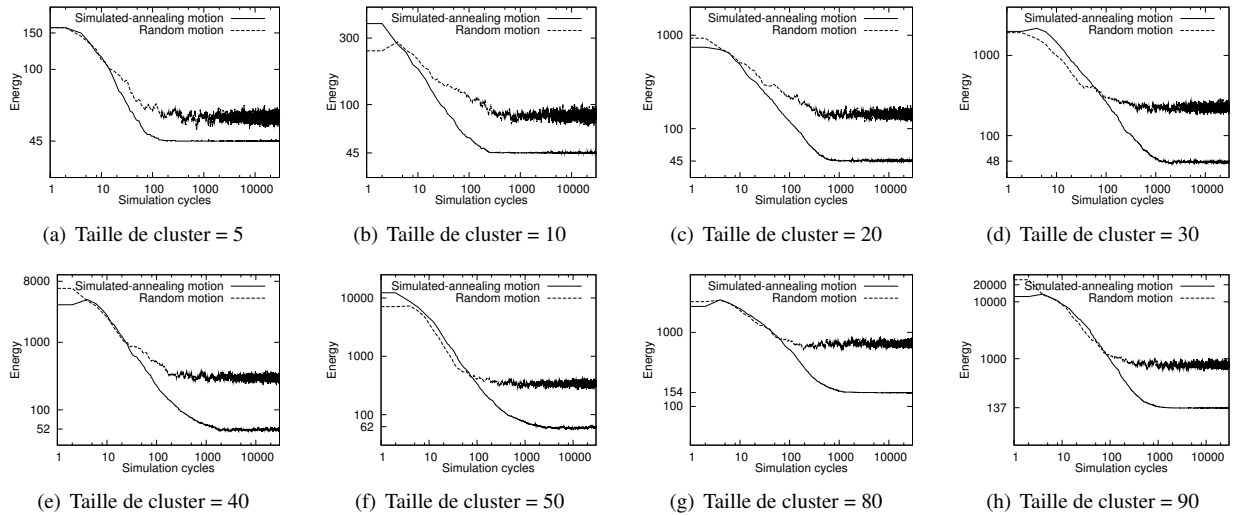 Simulated-annealing motion
Random motion
150
100
45
Energy
1 10 100 1000 10000
Simulation cycles
(a) Taille de cluster = 5
Simulated-annealing motion
Random motion
300
100
45
Energy
1 10 100 1000 10000
Simulation cycles
(b) Taille de cluster = 10
Simulated-annealing motion
Random motion
1000
100
45
Energy
1 10 100 1000 10000
Simulation cycles
(c) Taille de cluster = 20
Simulated-annealing motion
Random motion
1000
100
48
Energy
1 10 100 1000 10000
Simulation cycles
(d) Taille de cluster = 30
Simulated-annealing motion
Random motion
8000
1000
100
52
Energy
1 10 100 1000 10000
Simulation cycles
(e) Taille de cluster = 40
Simulated-annealing motion
Random motion
10000
1000
100
62
Energy
1 10 100 1000 10000
Simulation cycles
(f) Taille de cluster = 50
Simulated-annealing motion
Random motion
1000
154
100
Energy
1 10 100 1000 10000
Simulation cycles
(g) Taille de cluster = 80
Simulated-annealing motion
Random motion
20000
10000
1000
137
Energy
1 10 100 1000 10000
Simulation cycles
(h) Taille de cluster = 90